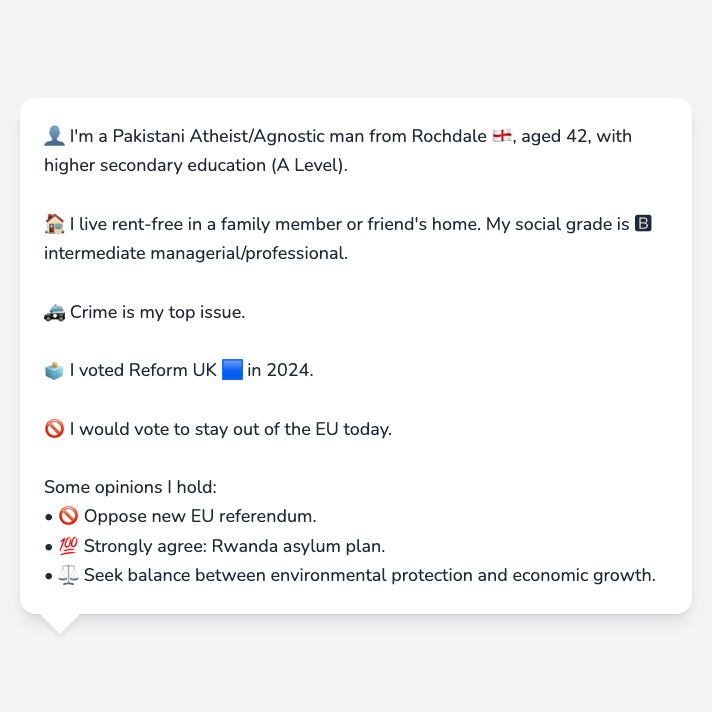 👤 I'm a Pakistani Atheist/Agnostic man from Rochdale 🏴󠁧󠁢󠁥󠁮󠁧󠁿, aged 42, with
higher secondary education (A Level).
🏠 I live rent-free in a family member or friend's home. My social grade is 🅱
intermediate managerial/professional.
🚓 Crime is my top issue.
🗳️ I voted Reform UK 🟦 in 2024.
🚫 I would vote to stay out of the EU today.
Some opinions I hold:
• 🚫 Oppose new EU referendum.
• 💯 Strongly agree: Rwanda asylum plan.
• ⚖️ Seek balance between environmental protection and economic growth.